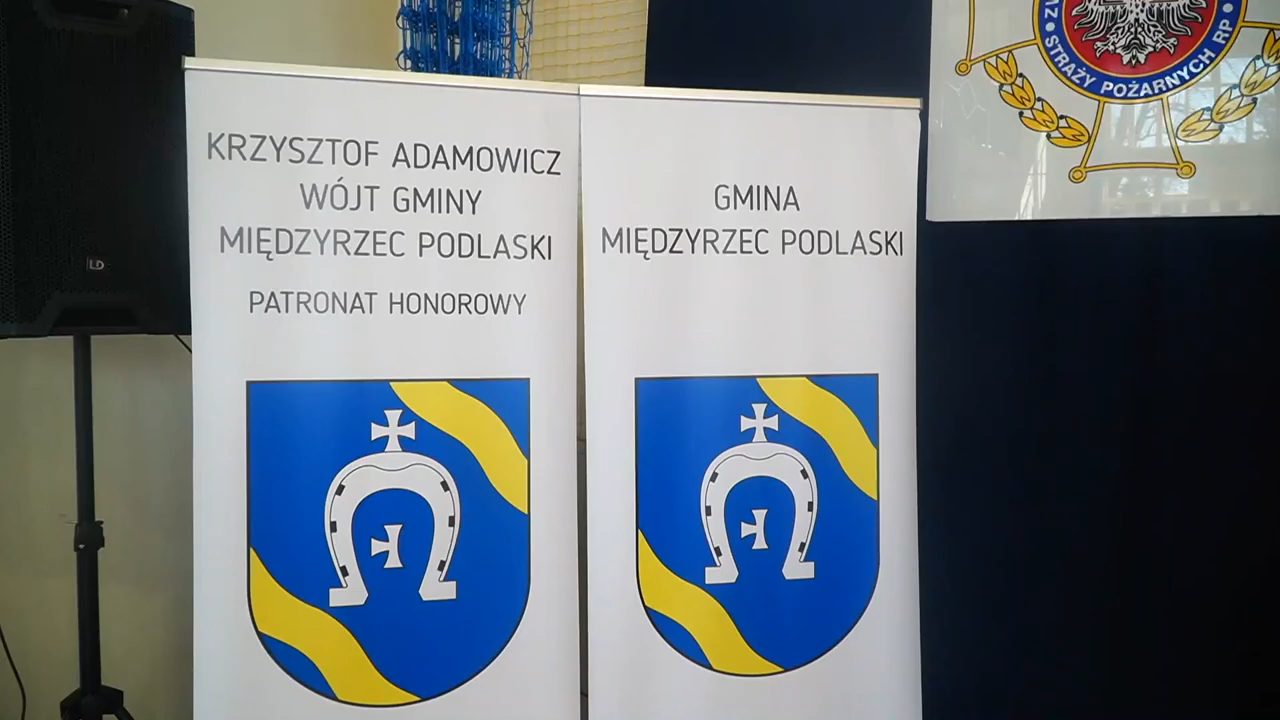 KRZYSZTOF ADAMOWICZ
WÓJT GMINY
MIĘDZYRZEC PODLASKI
PATRONAT HONOROWY
GMINA
MIĘDZYRZEC PODLASKI
STRAŻY POŻARNYCH RP
LD